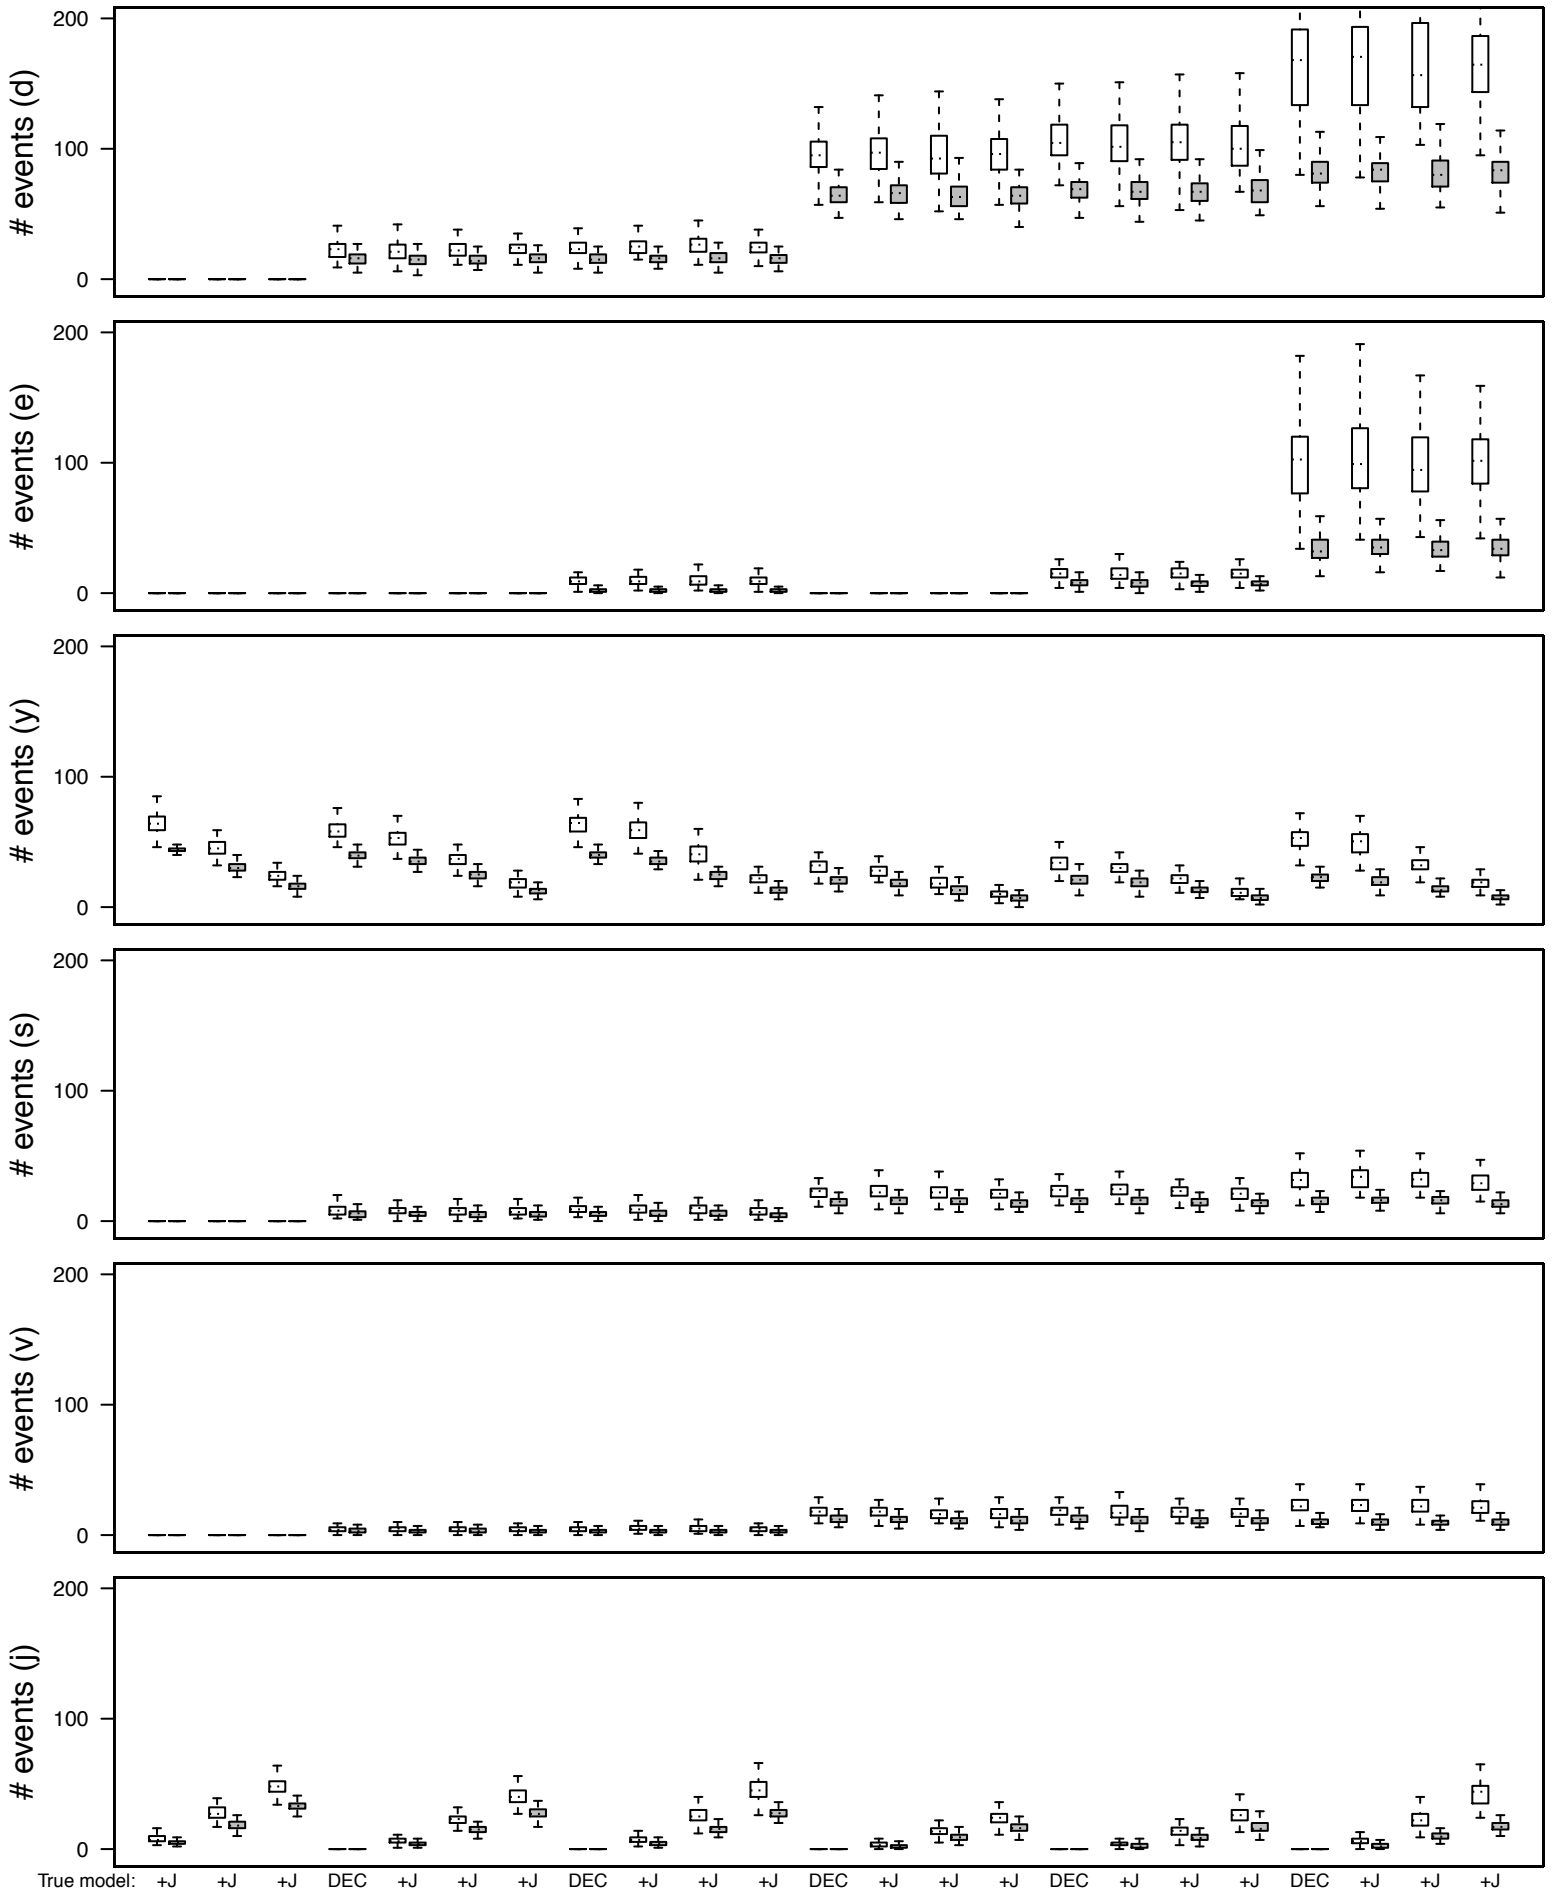 # events (d)
200
100
0
# events (e)
200
100
0
# events (y)
200
100
0
# events (s)
200
100
0
# events (v)
200
100
0
# events (j)
200
100
0
True model: +J +J +J DEC +J +J +J DEC +J +J +J DEC +J +J +J DEC +J +J +J DEC +J +J +J